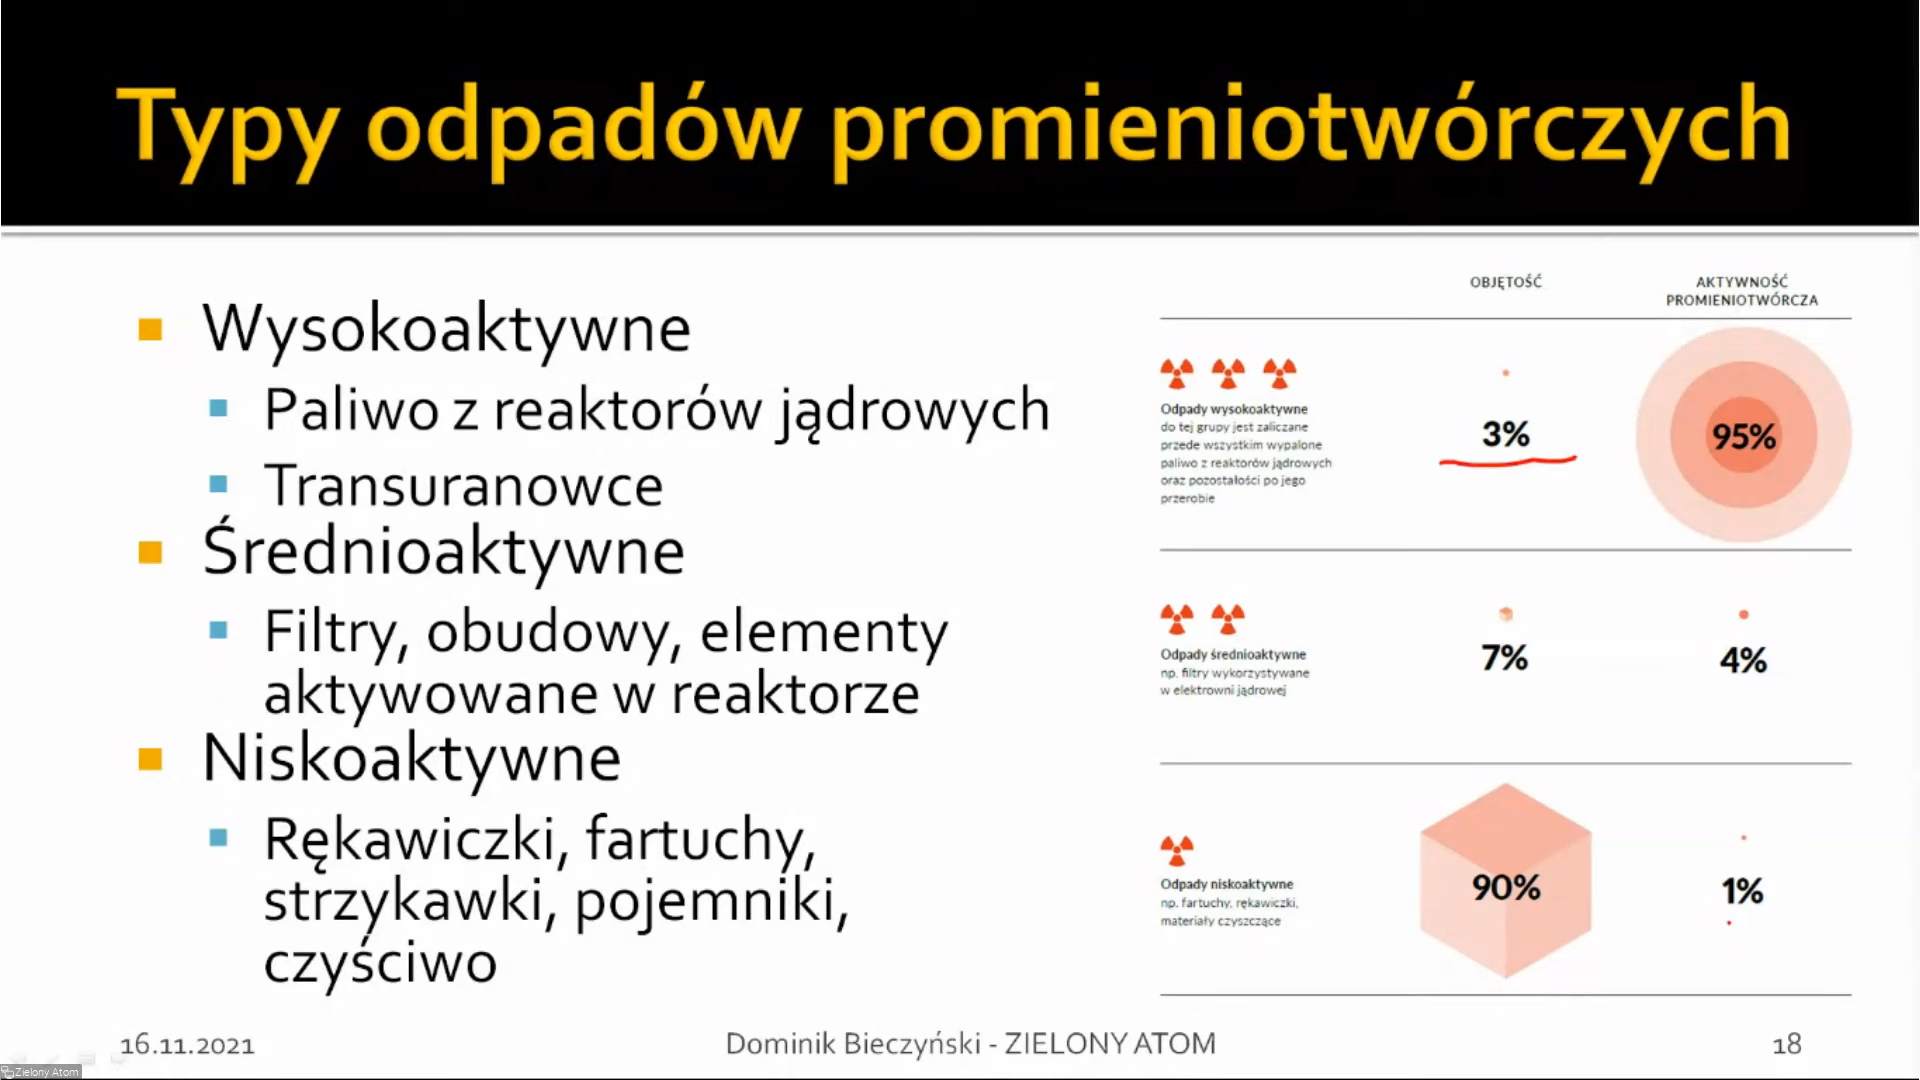 Typy odpadów promieniotwórczych
Wysokoaktywne
Paliwo z reaktorów jądrowych
Transuranowce
Średnioaktywne
Filtry, obudowy, elementy
aktywowane w reaktorze
Niskoaktywne
Rękawiczki, fartuchy,
strzykawki, pojemniki,
czyściwo
OBJĘTOŚĆ
AKTYWNOŚĆ
PROMIENIOTWÓRCZA
Odpady wysokoaktywne
do tej grupy jest zaliczane
przede wszystkim wypalone
paliwo z reaktorów jądrowych
oraz pozostałości po jego
przerobie
3%
95%
Odpady średnioaktywne
np. filtry wykorzystywane
w elektrowni jądrowej
7%
4%
Odpady niskoaktywne
np. fartuchy, rękawiczki,
materiały czyszczące
90%
1%
16.11.2021
Dominik Bieczyński - ZIELONY ATOM
18
Zielony Atom